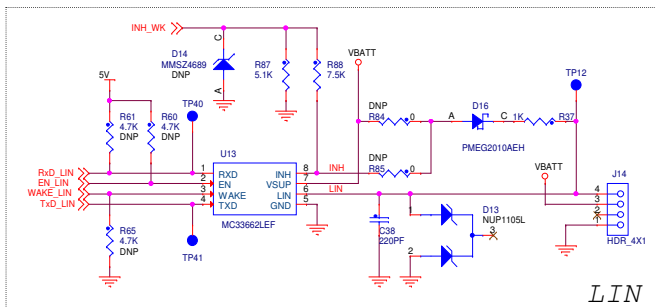 INH_WK
D14
MMSZ4689
DNP
C
A
R87
5.1K
R88
7.5K
VBATT
TP12
5V
R61
4.7K
DNP
R60
4.7K
DNP
TP40
DNP
R84
0
A
D16
C
1K
R37
PMEG2010AEH
DNP
R85
0
VBATT
J14
U13
RxD_LIN
EN_LIN
WAKE_LIN
TxD_LIN
1
2
3
4
RXD
EN
WAKE
TXD
INH
VSUP
LIN
GND
8
7
6
5
INH
LIN
MC33662LEF
4
3
2
1
HDR_4X1
R65
4.7K
DNP
TP41
C38
220PF
1
2
D13
NUP1105L
3
LIN